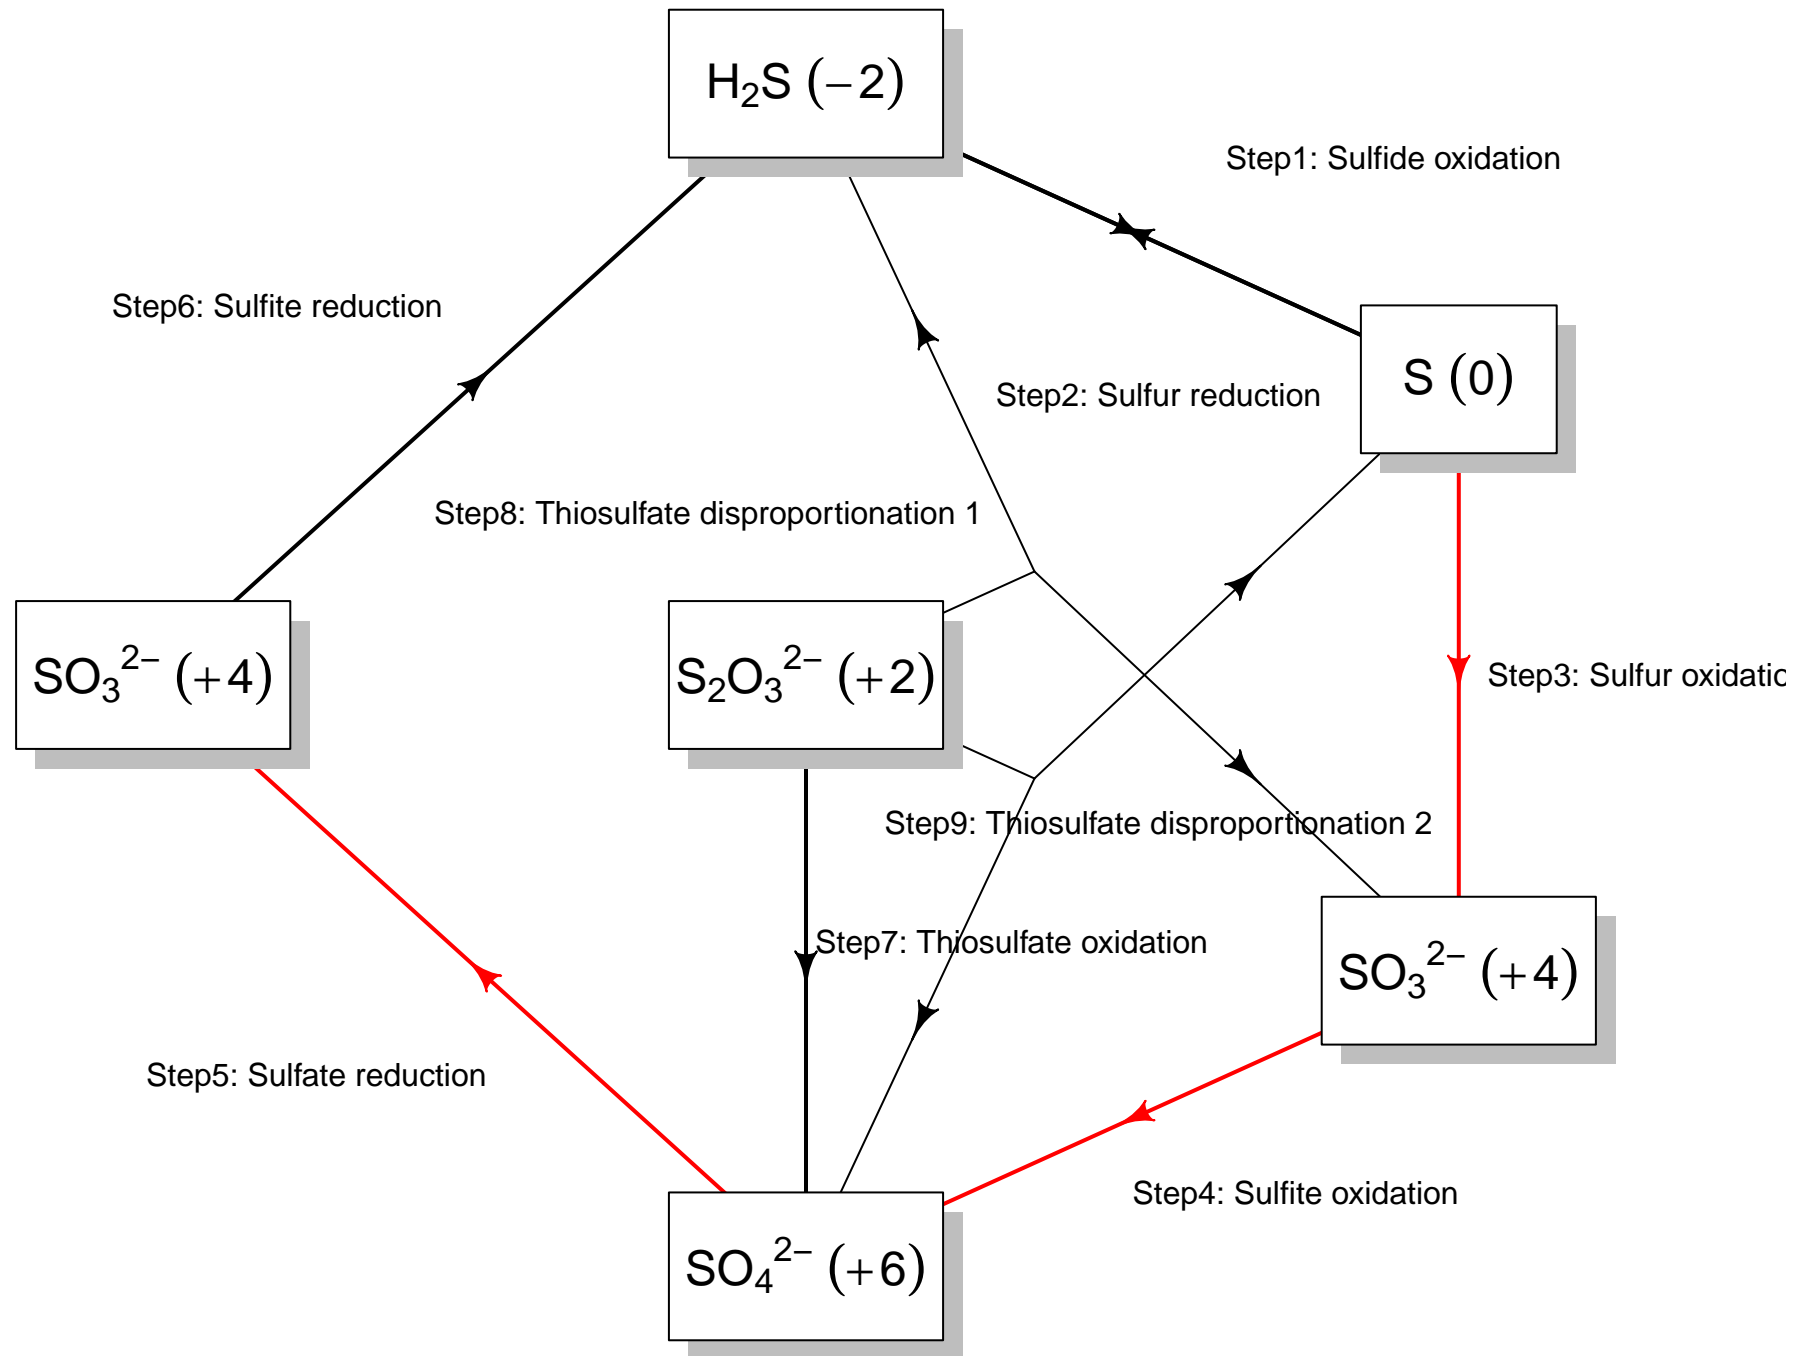 H₂S (−2)
Step1: Sulfide oxidation
Step6: Sulfite reduction
S (0)
Step2: Sulfur reduction
Step8: Thiosulfate disproportionation 1
SO₃²⁻ (+4)
S₂O₃²⁻ (+2)
Step3: Sulfur oxidatio
Step9: Thiosulfate disproportionation 2
Step7: Thiosulfate oxidation
SO₃²⁻ (+4)
Step5: Sulfate reduction
Step4: Sulfite oxidation
SO₄²⁻ (+6)